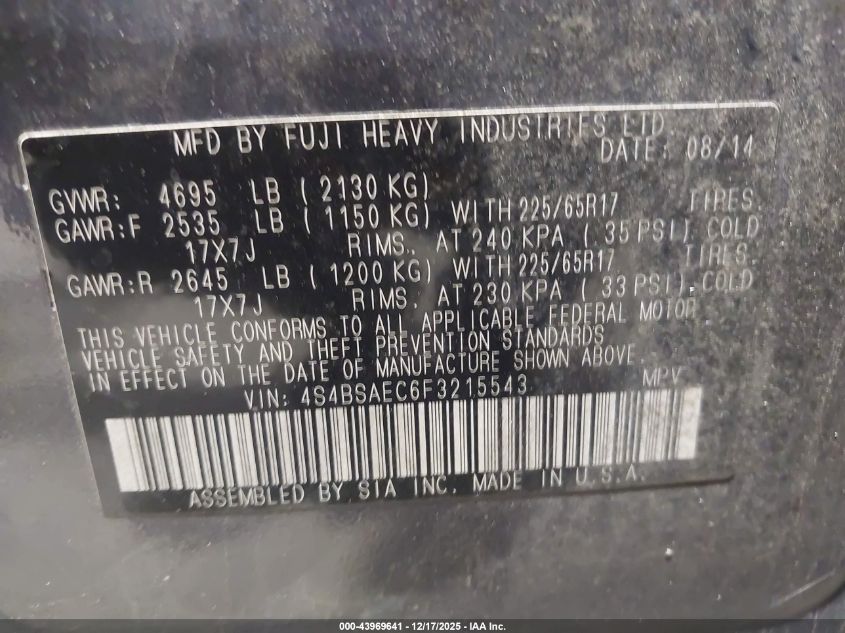 MFD BY FUJI HEAVY INDUSTRIES LTD.
DATE: 08/14
GVWR: 4695 LB ( 2130 KG)
GAWR:F 2535 LB ( 1150 KG) WITH 225/65R17 TIRES.
17X7J RIMS., AT 240 KPA ( 35 PSI) COLD
GAWR:R 2645 LB ( 1200 KG) WITH 225/65R17 TIRES.
17X7J RIMS, AT 230 KPA ( 33 PSI) COLD
THIS VEHICLE CONFORMS TO ALL APPLICABLE FEDERAL MOTOR
VEHICLE SAFETY AND THEFT PREVENTION STANDARDS
IN EFFECT ON THE DATE OF MANUFACTURE SHOWN ABOVE.
VIN: 4S4BSAEC6F3215543 MPV
ASSEMBLED BY SIA INC. MADE IN U.S.A.
000-43969641 - 12/17/2025 - IAA Inc.